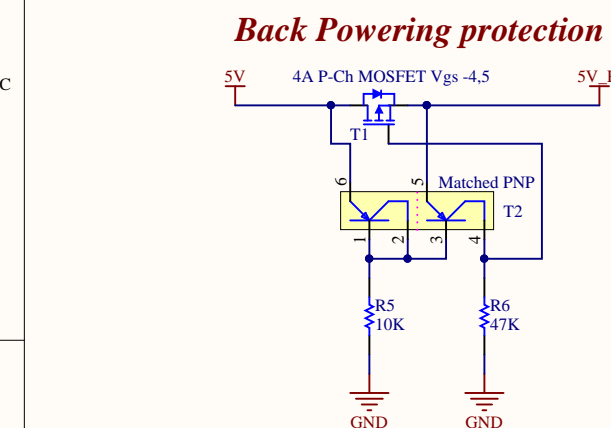 Back Powering protection
5V
4A P-Ch MOSFET Vgs -4,5
C
T1
6
5
Matched PNP
T2
1
2
3
4
R5
10K
R6
47K
GND
GND